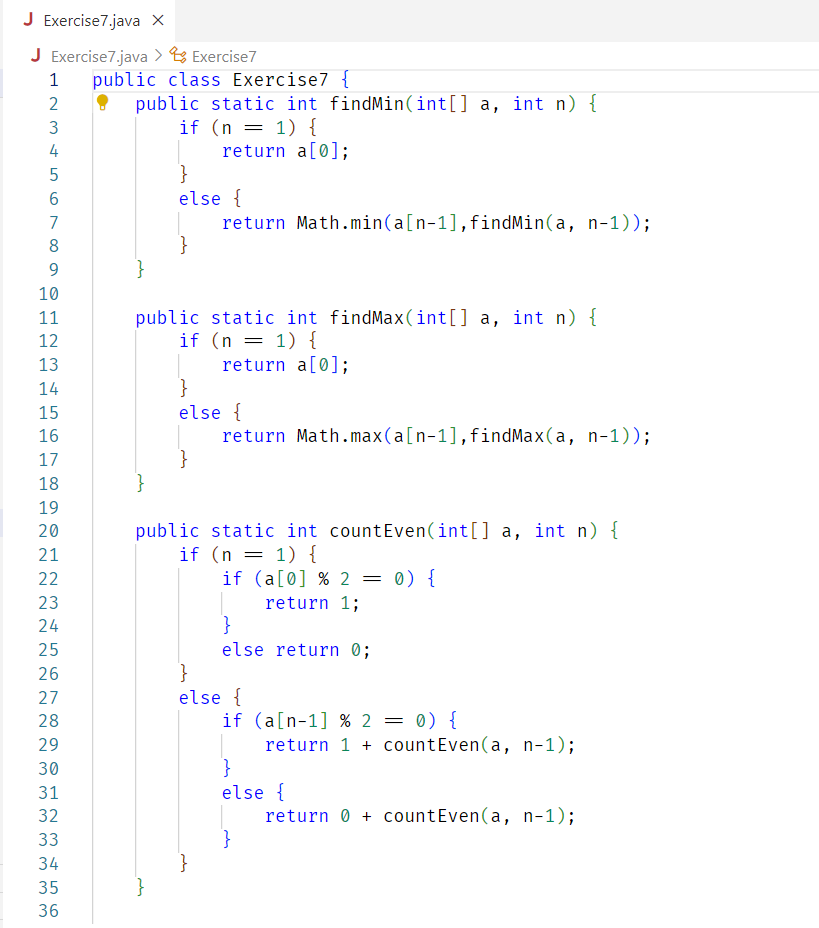 J Exercise7.java ×
J Exercise7.java > Exercise7
1 public class Exercise7 {
2     public static int findMin(int[] a, int n) {
3         if (n == 1) {
4             return a[0];
5         }
6         else {
7             return Math.min(a[n-1],findMin(a, n-1));
8         }
9     }
10
11     public static int findMax(int[] a, int n) {
12         if (n == 1) {
13             return a[0];
14         }
15         else {
16             return Math.max(a[n-1],findMax(a, n-1));
17         }
18     }
19
20     public static int countEven(int[] a, int n) {
21         if (n == 1) {
22             if (a[0] % 2 == 0) {
23                 return 1;
24             }
25             else return 0;
26         }
27         else {
28             if (a[n-1] % 2 == 0) {
29                 return 1 + countEven(a, n-1);
30             }
31             else {
32                 return 0 + countEven(a, n-1);
33             }
34         }
35     }
36